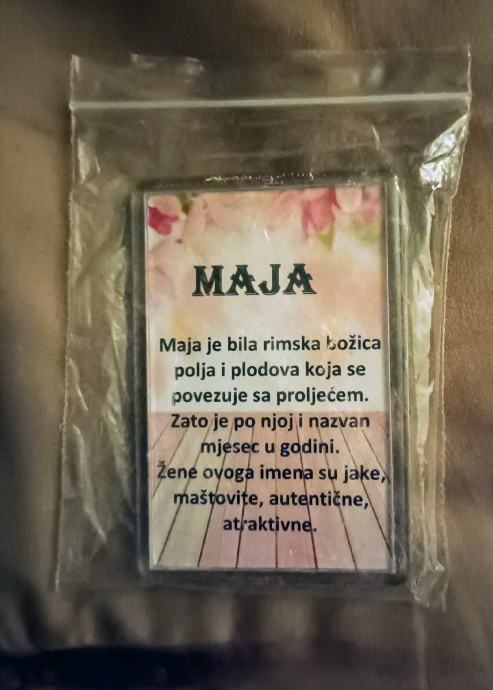 MAJA
Maja je bila rimska božica
polja i plodova koja se
povezuje sa proljećem.
Zato je po njoj i nazvan
mjesec u godini.
Žene ovoga imena su jake,
maštovite, autentične,
atraktivne.